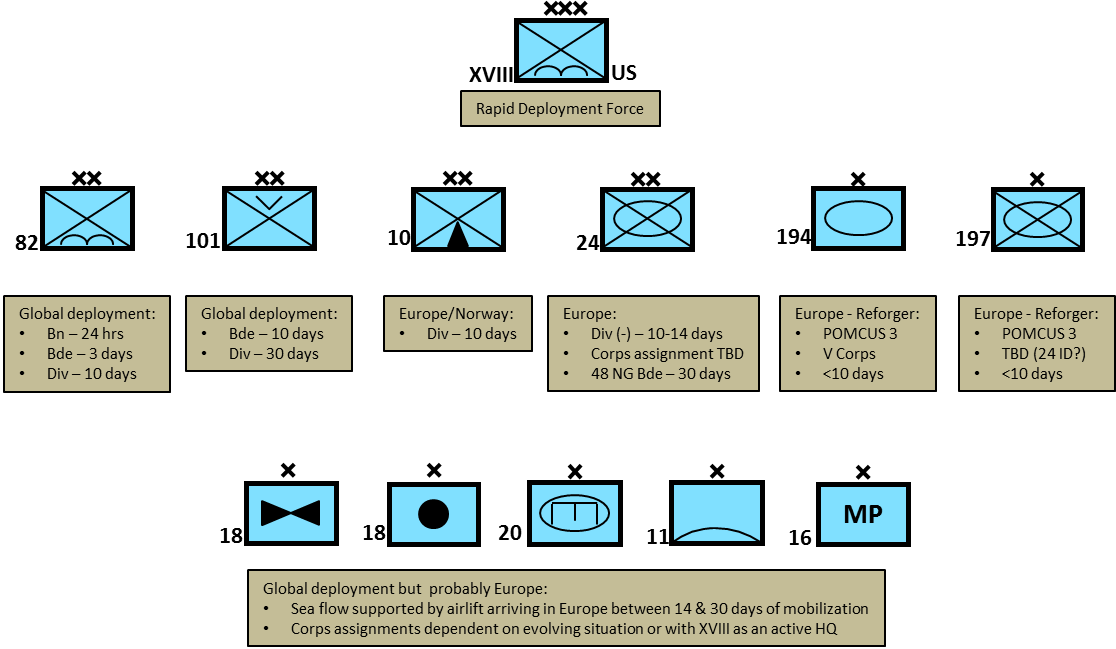 XVIII
US
Rapid Deployment Force
82
101
10
24
194
197
Global deployment:
• Bn – 24 hrs
• Bde – 3 days
• Div – 10 days
Global deployment:
• Bde – 10 days
• Div – 30 days
Europe/Norway:
• Div – 10 days
Europe:
• Div (-) – 10-14 days
• Corps assignment TBD
• 48 NG Bde – 30 days
Europe - Reforger:
• POMCUS 3
• V Corps
• <10 days
Europe - Reforger:
• POMCUS 3
• TBD (24 ID?)
• <10 days
18
18
20
11
16
MP
Global deployment but  probably Europe:
• Sea flow supported by airlift arriving in Europe between 14 & 30 days of mobilization
• Corps assignments dependent on evolving situation or with XVIII as an active HQ